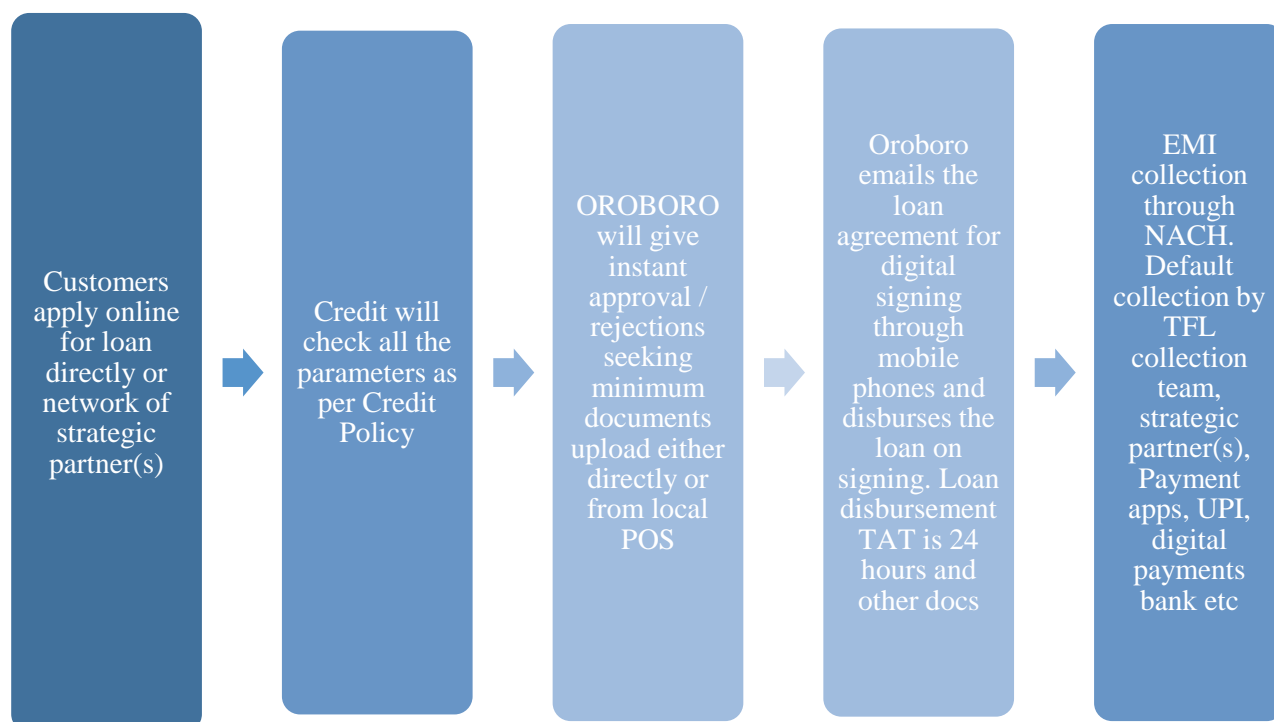 Customers
apply online
for loan
directly or
network of
strategic
partner(s)
Credit will
check all the
parameters as
per Credit
Policy
OROBORO
will give
instant
approval /
rejections
seeking
minimum
documents
upload either
directly or
from local
POS
Oroboro
emails the
loan
agreement for
digital
signing
through
mobile
phones and
disburses the
loan on
signing. Loan
disbursement
TAT is 24
hours and
other docs
EMI
collection
through
NACH.
Default
collection by
TFL
collection
team,
strategic
partner(s),
Payment
apps, UPI,
digital
payments
bank etc